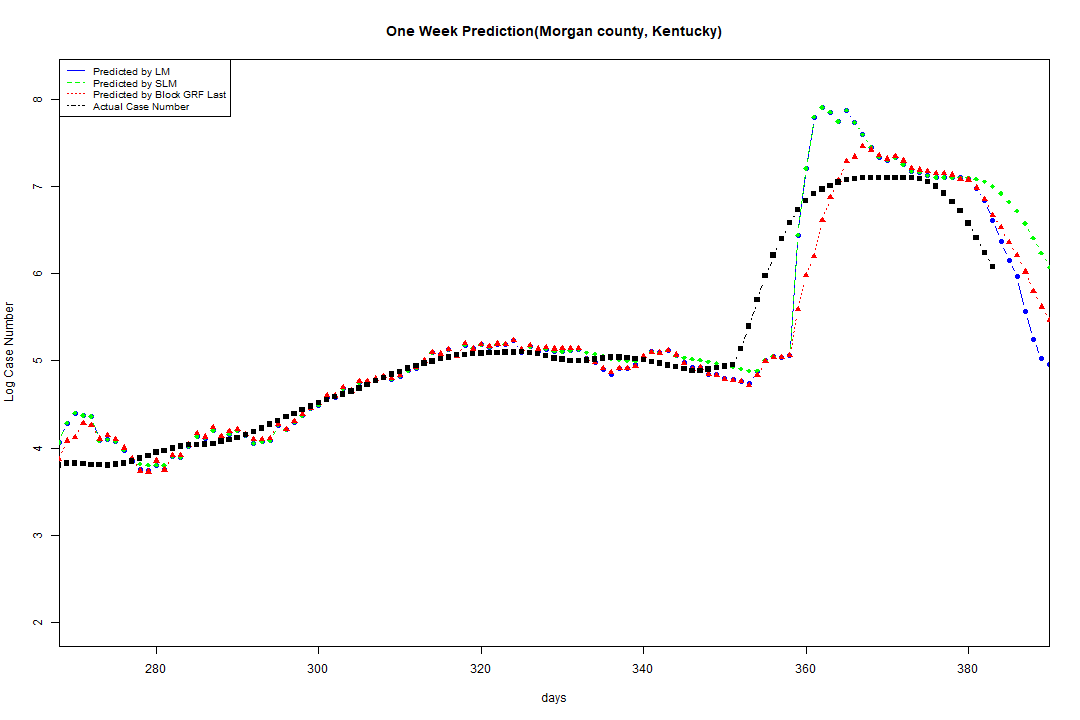 One Week Prediction(Morgan county, Kentucky)
Predicted by LM
Predicted by SLM
Predicted by Block GRF Last
Actual Case Number
8
7
6
5
4
3
2
Log Case Number
280 300 320 340 360 380
days